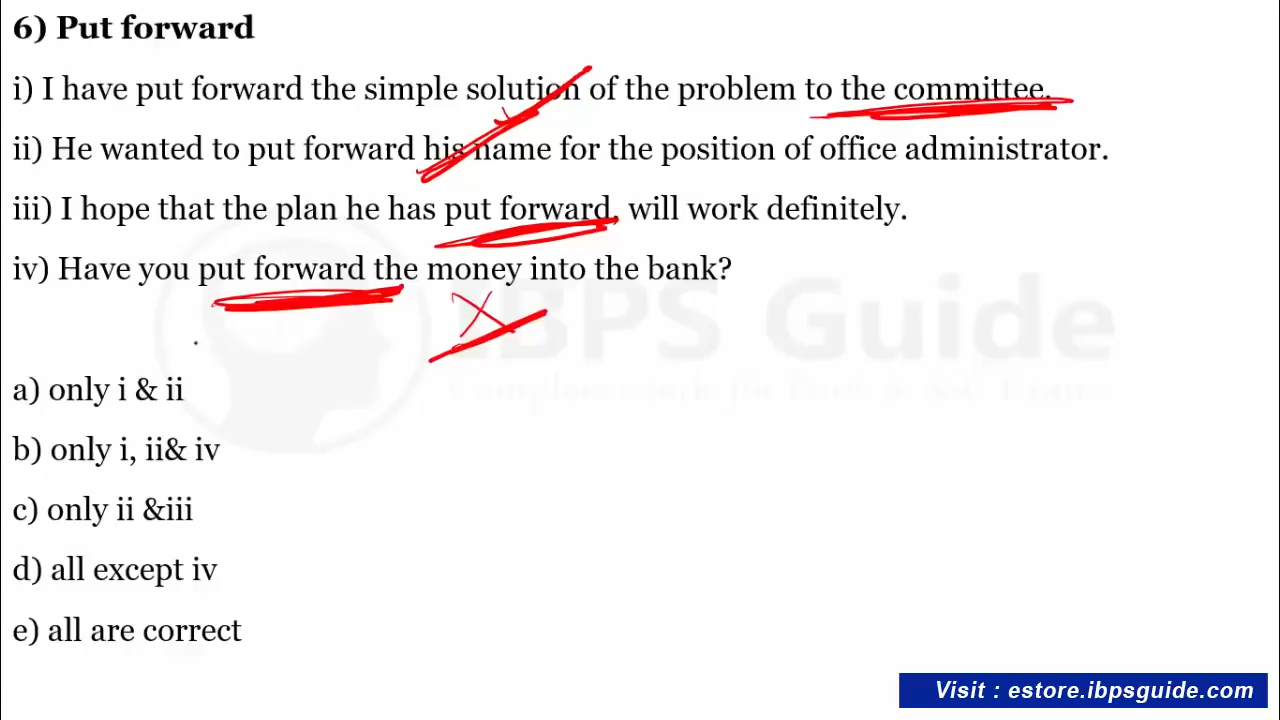 6) Put forward
i) I have put forward the simple solution of the problem to the committee.
ii) He wanted to put forward his name for the position of office administrator.
iii) I hope that the plan he has put forward, will work definitely.
iv) Have you put forward the money into the bank?
IBPS Guide
a) only i & ii
b) only i, ii& iv
c) only ii &iii
d) all except iv
e) all are correct
Visit : estore.ibpsguide.com